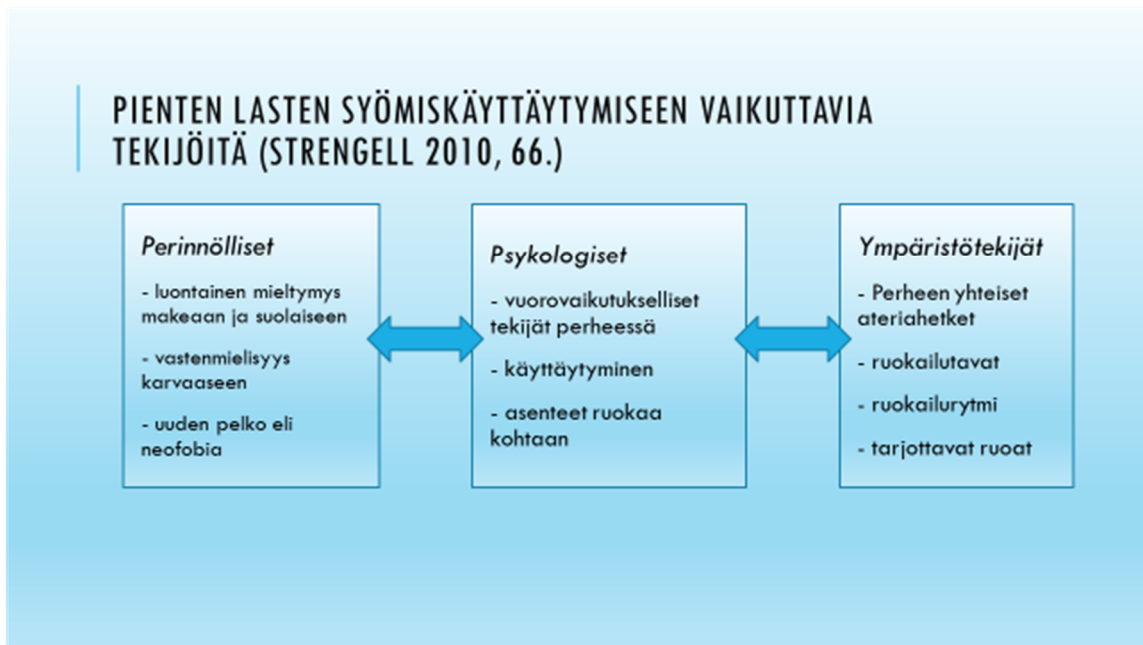 PIENTEN LASTEN SYÖMISKÄYTTÄYTYMISEEN VAIKUTTAVIA
TEKIJÖITÄ (STRENGELL 2010, 66.)
Perinnölliset
- luontainen mieltymys
makeaan ja suolaiseen
- vastenmielisyys
karvaaseen
- uuden pelko eli
neofobia
Psykologiset
- vuorovaikutukselliset
tekijät perheessä
- käyttäytyminen
- asenteet ruokaa
kohtaan
Ympäristötekijät
- Perheen yhteiset
ateriahetket
- ruokailutavat
- ruokailurytmi
- tarjottavat ruoat